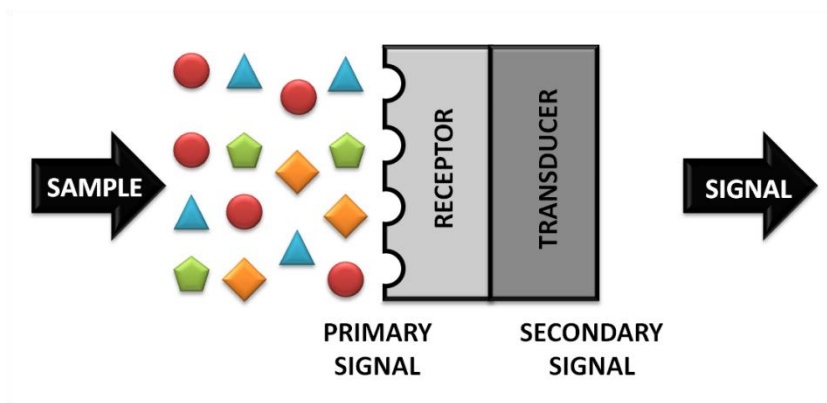 SAMPLE
RECEPTOR
TRANSDUCER
SIGNAL
PRIMARY
SIGNAL
SECONDARY
SIGNAL